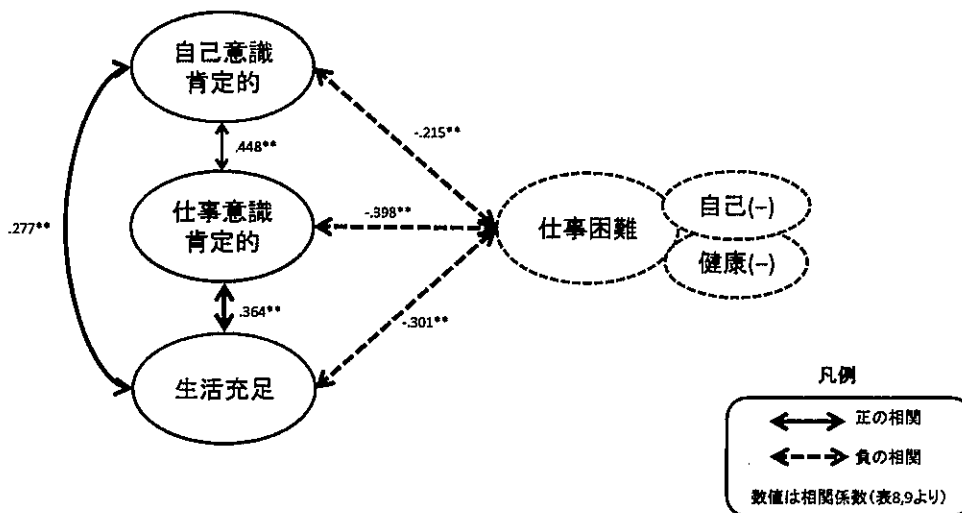 自己意識
肯定的
-.215**
.448**
仕事意識
肯定的
.277**
-.398**
仕事困難
自己(−)
健康(−)
.364**
-.301**
生活充足
凡例
正の相関
負の相関
数値は相関係数(表8,9より)